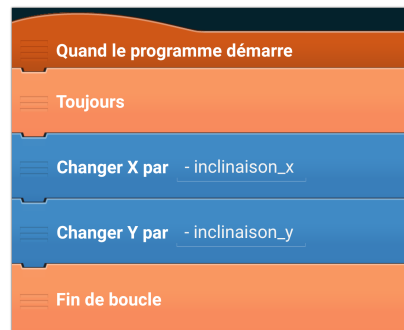 Quand le programme démarre
Toujours
Changer X par - inclinaison_x
Changer Y par - inclinaison_y
Fin de boucle